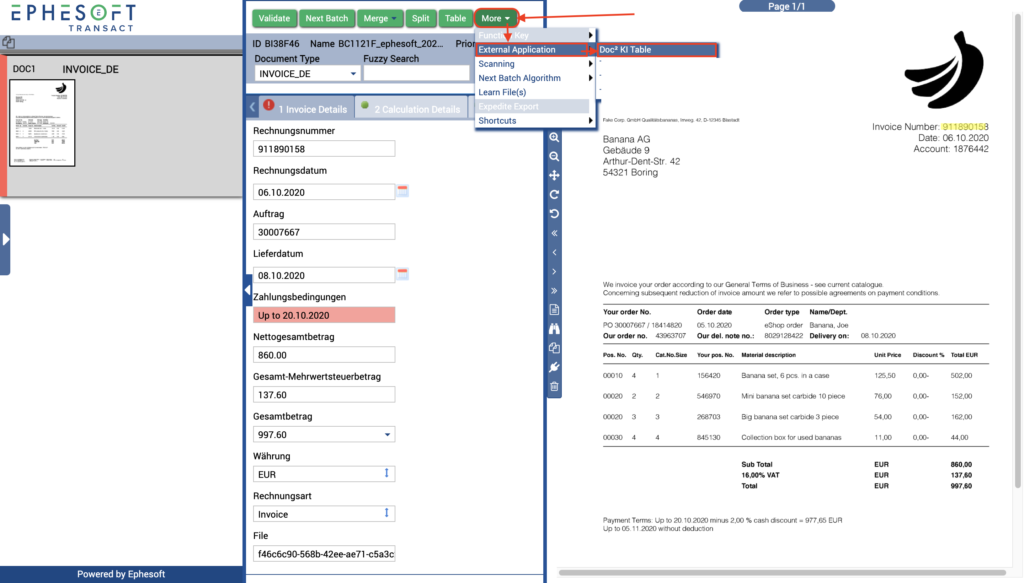 EPHESOFT
TRANSACT
DOC1 INVOICE_DE
Powered by Ephesoft
Validate Next Batch Merge Split Table More
ID BI38F46 Name BC1121F_ephesoft_202... Prior
Document Type Fuzzy Search
INVOICE_DE
Function Key
External Application
Doc² KI Table
Scanning
Next Batch Algorithm
Learn File(s)
Expedite Export
Shortcuts
1 Invoice Details 2 Calculation Details
Rechnungsnummer
911890158
Rechnungsdatum
06.10.2020
Auftrag
30007667
Lieferdatum
08.10.2020
Zahlungsbedingungen
Up to 20.10.2020
Nettogesamtbetrag
860.00
Gesamt-Mehrwertsteuerbetrag
137.60
Gesamtbetrag
997.60
Währung
EUR
Rechnungsart
Invoice
File
f46c6c90-568b-42ee-ae71-c5a3c
Page 1/1
Fake Corp. GmbH Qualitätsbananas, Irrweg. 42, D-12345 Blastadt
Banana AG
Gebäude 9
Arthur-Dent-Str. 42
54321 Boring
Invoice Number: 911890158
Date: 06.10.2020
Account: 1876442
We invoice your order according to our General Terms of Business - see current catalogue.
Concerning subsequent reduction of invoice amount we refer to possible agreements on payment conditions.
Your order No. Order date Order type Name/Dept.
PO 30007667 / 18414820 05.10.2020 eShop order Banana, Joe
Our order no. 43963707 Our del. note no.: 8029128422 Delivery on: 08.10.2020
Pos. No. Qty. Cat.No.Size Your pos. No. Material description Unit Price Discount % Total EUR
00010 4 1 156420 Banana set, 6 pcs. in a case 125,50 0,00- 502,00
00020 2 2 546970 Mini banana set carbide 10 piece 76,00 0,00- 152,00
00020 3 3 268703 Big banana set carbide 3 piece 54,00 0,00- 162,00
00030 4 4 845130 Collection box for used bananas 11,00 0,00- 44,00
Sub Total EUR 860,00
16,00% VAT EUR 137,60
Total EUR 997,60
Payment Terms: Up to 20.10.2020 minus 2,00 % cash discount = 977,65 EUR
Up to 05.11.2020 without deduction